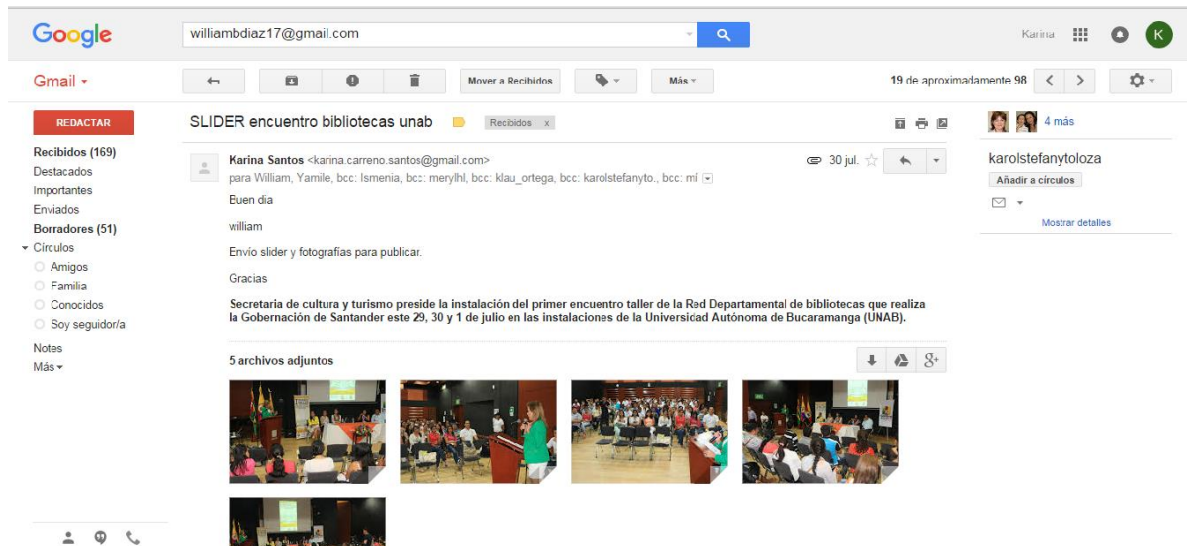 Google
williambdiaz17@gmail.com
Karina
K
Gmail
Mover a Recibidos
Más
19 de aproximadamente 98
REDACTAR
Recibidos (169)
Destacados
Importantes
Enviados
Borradores (51)
Círculos
Amigos
Familia
Conocidos
Soy seguidor/a
Notes
Más
SLIDER encuentro bibliotecas unab
Recibidos x
Karina Santos <karina.carreno.santos@gmail.com>
30 jul.
para William, Yamile, bcc: Ismenia, bcc: merylhl, bcc: klau_ortega, bcc: karolstefanyto., bcc: mí
Buen dia
william
Envío slider y fotografías para publicar.
Gracias
Secretaria de cultura y turismo preside la instalación del primer encuentro taller de la Red Departamental de bibliotecas que realiza
la Gobernación de Santander este 29, 30 y 1 de julio en las instalaciones de la Universidad Autónoma de Bucaramanga (UNAB).
5 archivos adjuntos
g+
4 más
karolstefanytoloza
Añadir a círculos
Mostrar detalles